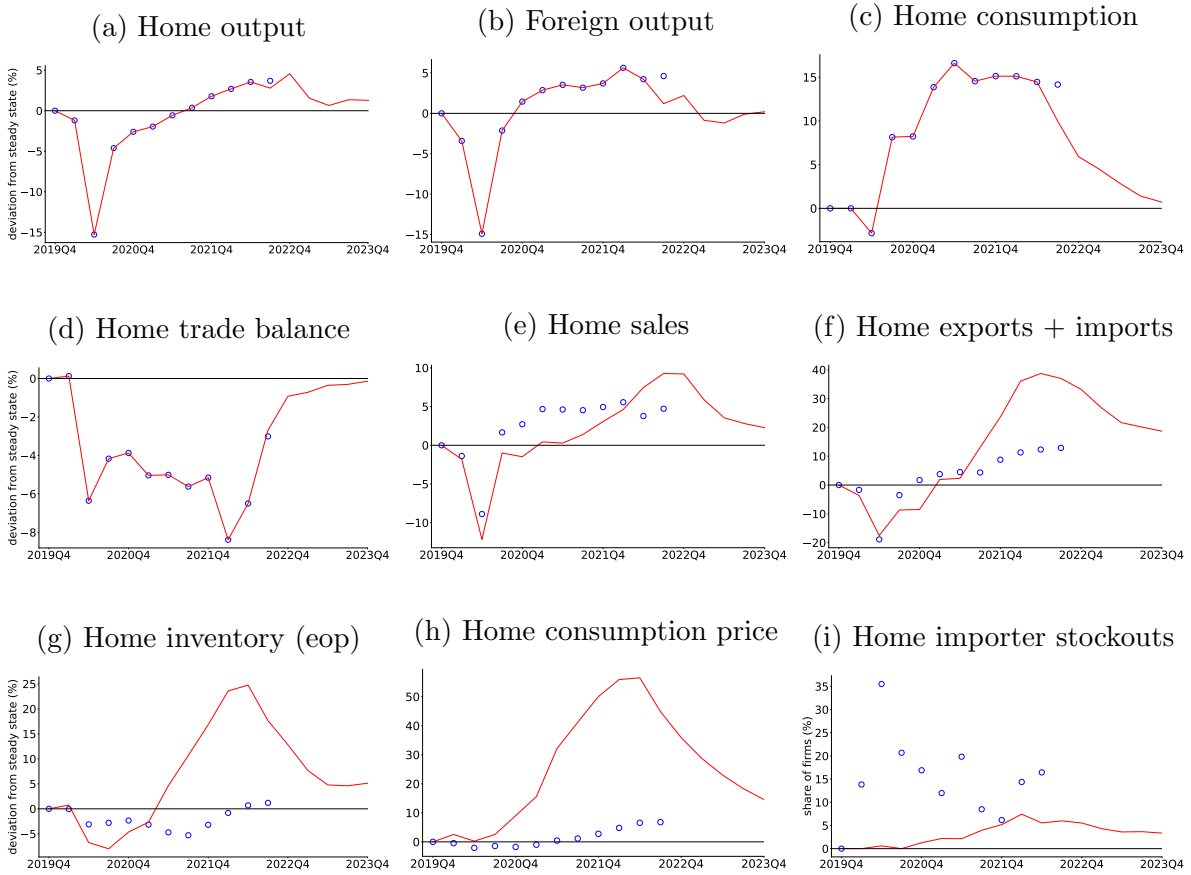 (a) Home output
deviation from steady state (%)
5
0
−5
−10
−15
2019Q4 2020Q4 2021Q4 2022Q4 2023Q4
(b) Foreign output
5
0
−5
−10
−15
2019Q4 2020Q4 2021Q4 2022Q4 2023Q4
(c) Home consumption
15
10
5
0
2019Q4 2020Q4 2021Q4 2022Q4 2023Q4
(d) Home trade balance
deviation from steady state (%)
0
−2
−4
−6
−8
2019Q4 2020Q4 2021Q4 2022Q4 2023Q4
(e) Home sales
10
5
0
−5
−10
2019Q4 2020Q4 2021Q4 2022Q4 2023Q4
(f) Home exports + imports
40
30
20
10
0
−10
−20
2019Q4 2020Q4 2021Q4 2022Q4 2023Q4
(g) Home inventory (eop)
deviation from steady state (%)
25
20
15
10
5
0
−5
2019Q4 2020Q4 2021Q4 2022Q4 2023Q4
(h) Home consumption price
60
50
40
30
20
10
0
2019Q4 2020Q4 2021Q4 2022Q4 2023Q4
(i) Home importer stockouts
share of firms (%)
35
30
25
20
15
10
5
0
2019Q4 2020Q4 2021Q4 2022Q4 2023Q4